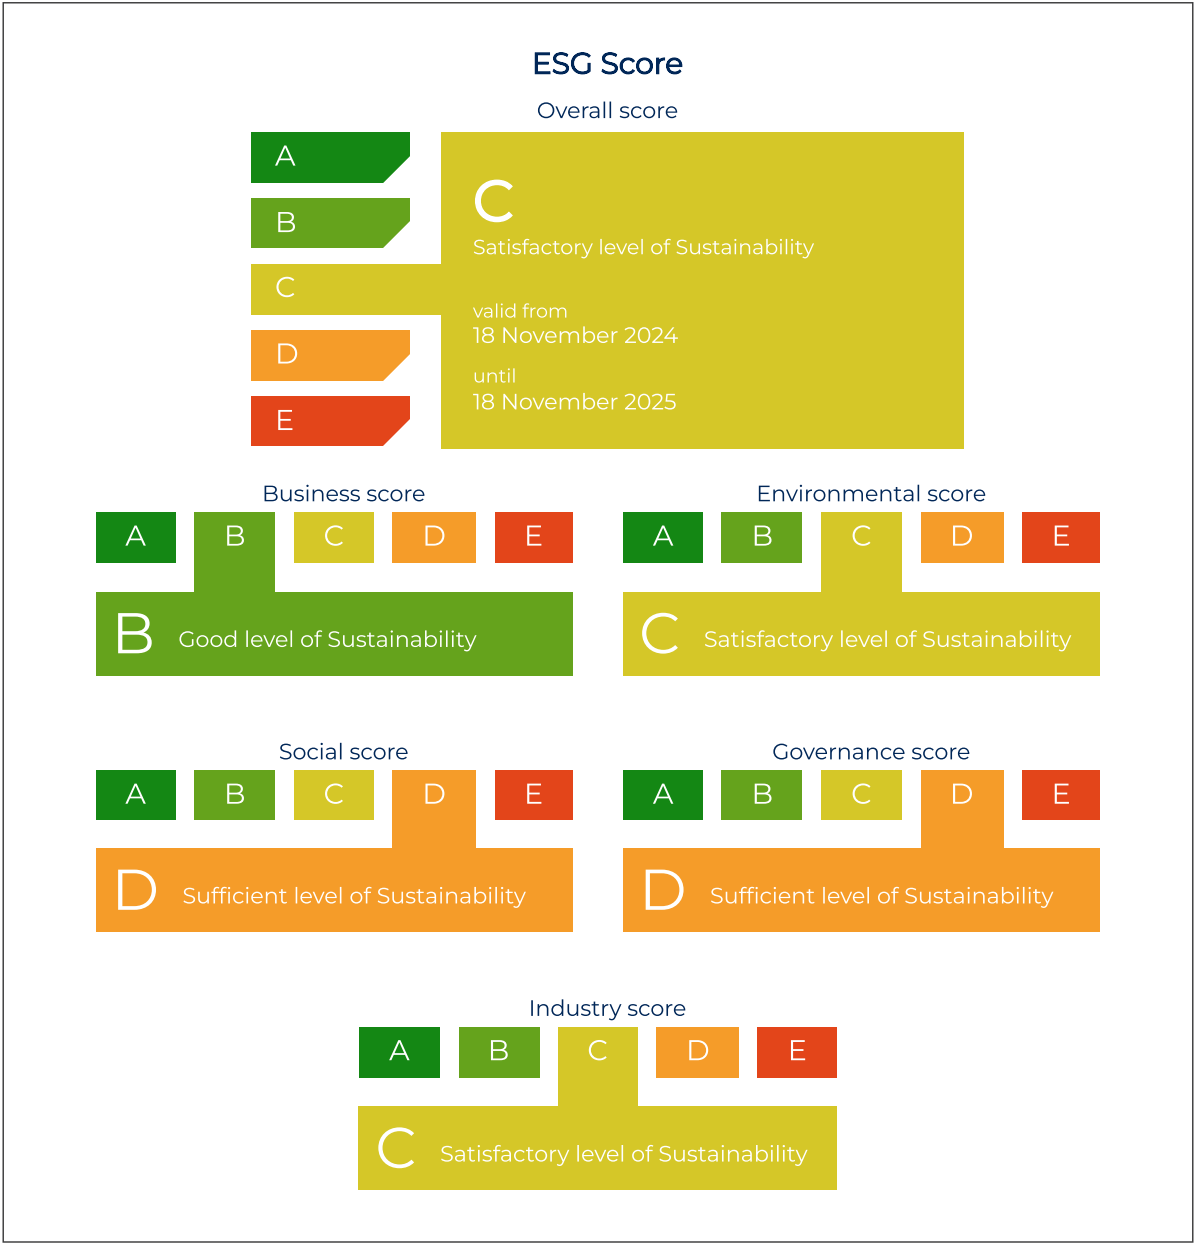 ESG Score
Overall score
A
B
C
D
E
C
Satisfactory level of Sustainability
valid from
18 November 2024
until
18 November 2025
Business score
A B C D E
B Good level of Sustainability
Environmental score
A B C D E
C Satisfactory level of Sustainability
Social score
A B C D E
D Sufficient level of Sustainability
Governance score
A B C D E
D Sufficient level of Sustainability
Industry score
A B C D E
C Satisfactory level of Sustainability